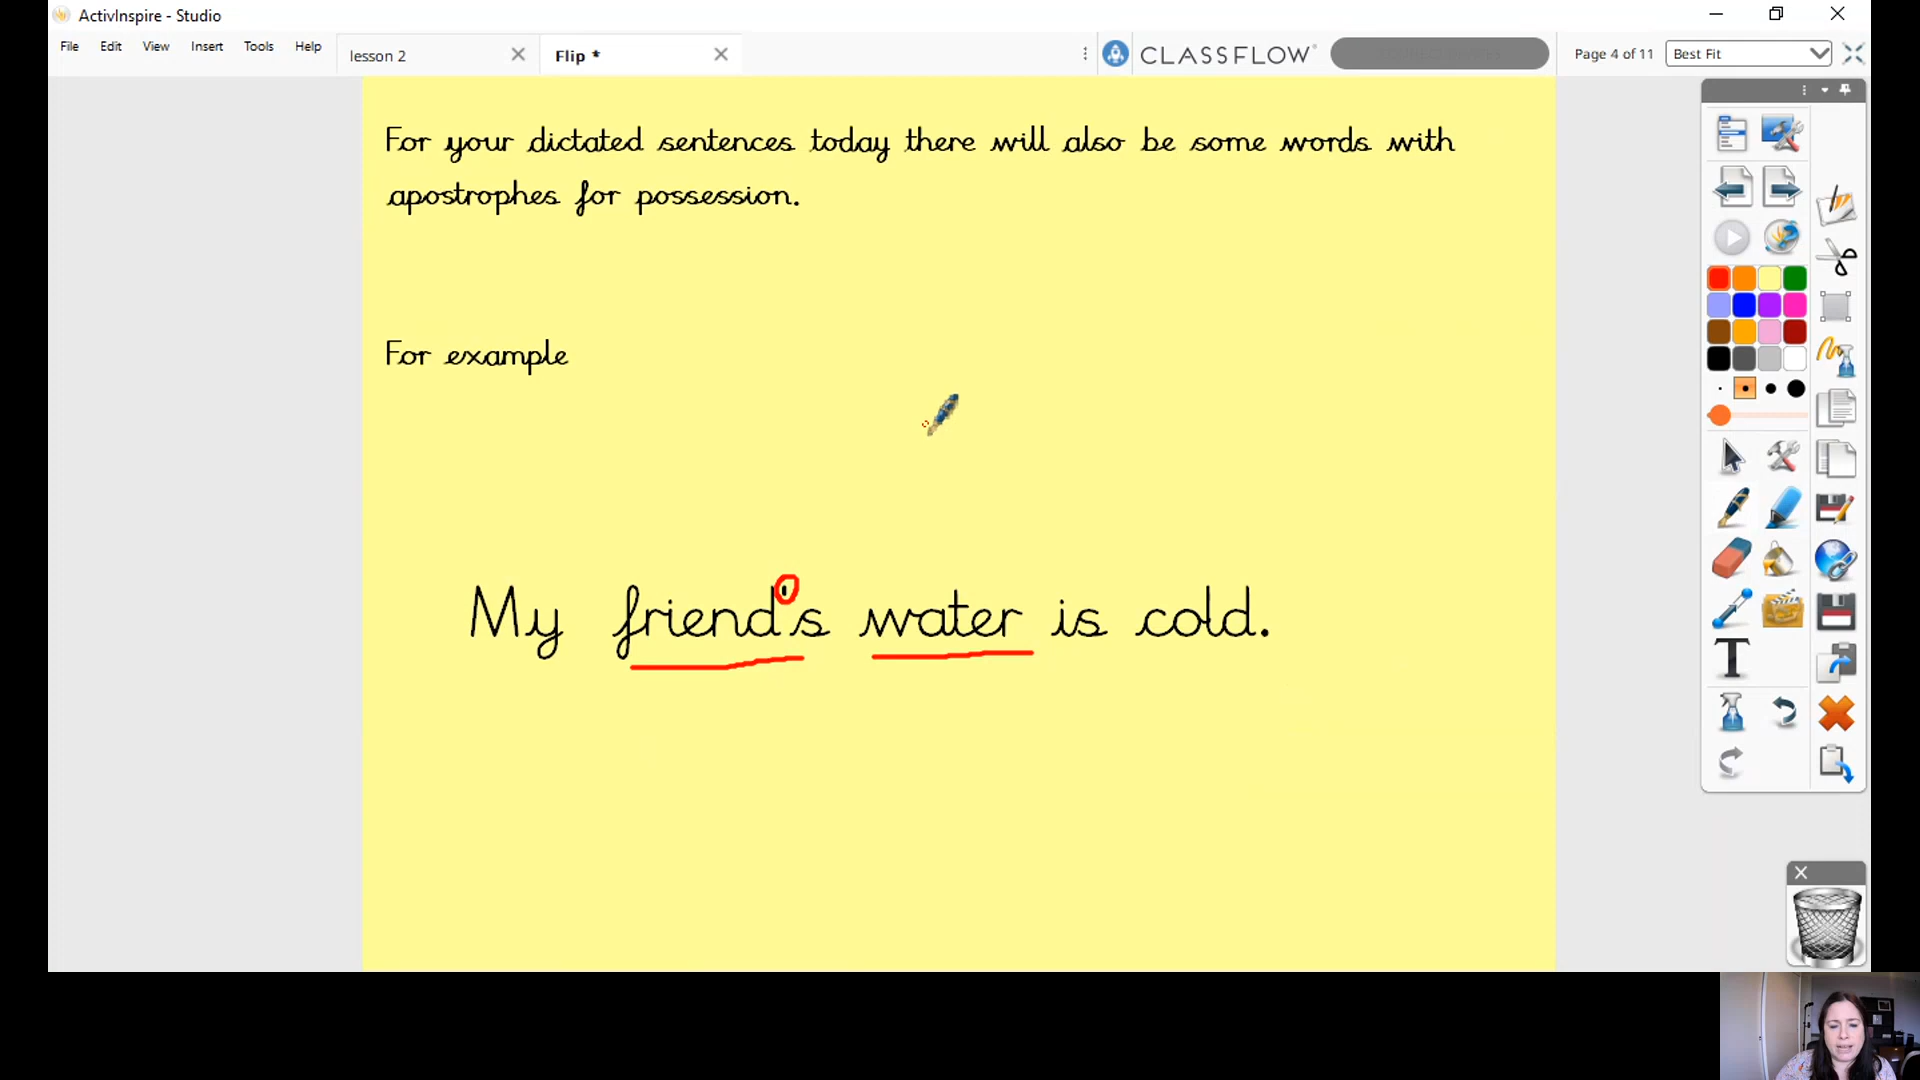 ActivInspire - Studio
File Edit View Insert Tools Help
lesson 2
Flip *
CLASSFLOW
Page 4 of 11
Best Fit
For your dictated sentences today there will also be some words with
apostrophes for possession.
For example
My friend's water is cold.